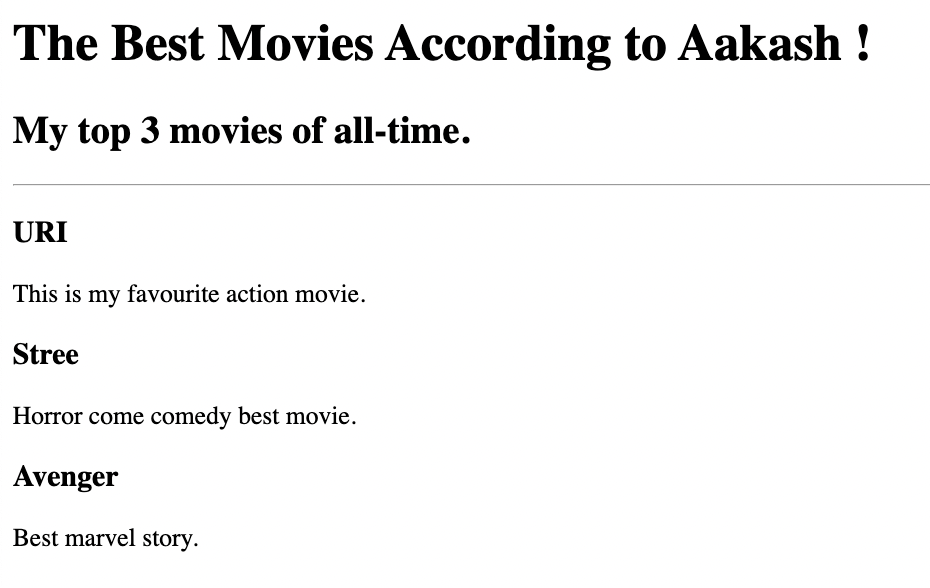 The Best Movies According to Aakash !
My top 3 movies of all-time.
URI
This is my favourite action movie.
Stree
Horror come comedy best movie.
Avenger
Best marvel story.